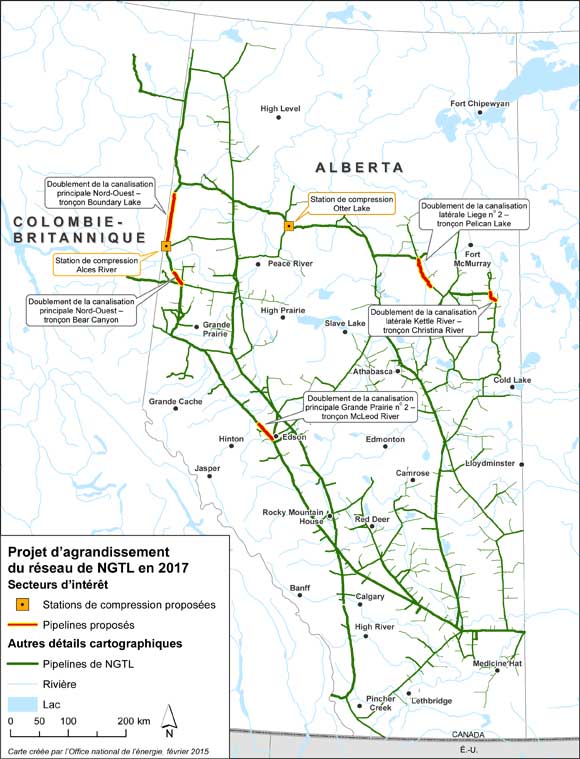 High Level
Fort Chipewyan
ALBERTA
Doublement de la canalisation
principale Nord-Ouest –
tronçon Boundary Lake
Station de compression
Otter Lake
Doublement de la canalisation
latérale Liege n° 2 –
tronçon Pelican Lake
COLOMBIE-
BRITANNIQUE
Station de compression
Alces River
Fort
McMurray
Peace River
Doublement de la canalisation
principale Nord-Ouest –
tronçon Bear Canyon
High Prairie
Doublement de la canalisation
latérale Kettle River –
tronçon Christina River
Grande
Prairie
Slave Lake
Athabasca
Cold Lake
Doublement de la canalisation
principale Grande Prairie n° 2 –
tronçon McLeod River
Grande Cache
Hinton
Edson
Edmonton
Lloydminster
Jasper
Camrose
Rocky Mountain
House
Red Deer
Banff
Calgary
High River
Medicine Hat
Pincher
Creek
Lethbridge
CANADA
É.-U.
Projet d'agrandissement
du réseau de NGTL en 2017
Secteurs d'intérêt
Stations de compression proposées
Pipelines proposés
Autres détails cartographiques
Pipelines de NGTL
Rivière
Lac
0 100 200 km
N
Carte créée par l'Office national de l'énergie, février 2015